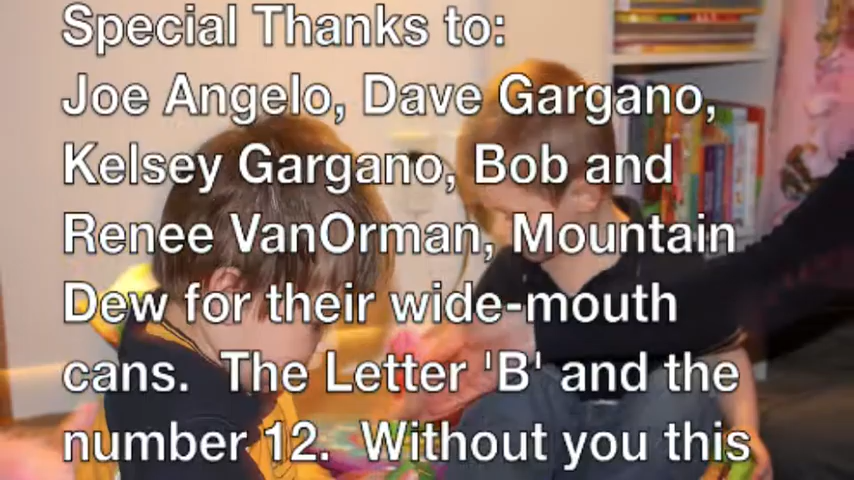 Special Thanks to:
Joe Angelo, Dave Gargano,
Kelsey Gargano, Bob and
Renee VanOrman, Mountain
Dew for their wide-mouth
cans.  The Letter 'B' and the
number 12.  Without you this